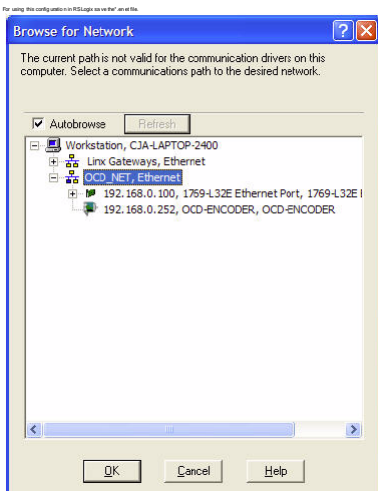 For using this configuration in RSLogix save the *.enet file.
Browse for Network
The current path is not valid for the communication drivers on this
computer. Select a communications path to the desired network.
Autobrowse
Refresh
Workstation, CJA-LAPTOP-2400
Linx Gateways, Ethernet
OCD_NET, Ethernet
192.168.0.100, 1769-L32E Ethernet Port, 1769-L32E
192.168.0.252, OCD-ENCODER, OCD-ENCODER
OK
Cancel
Help